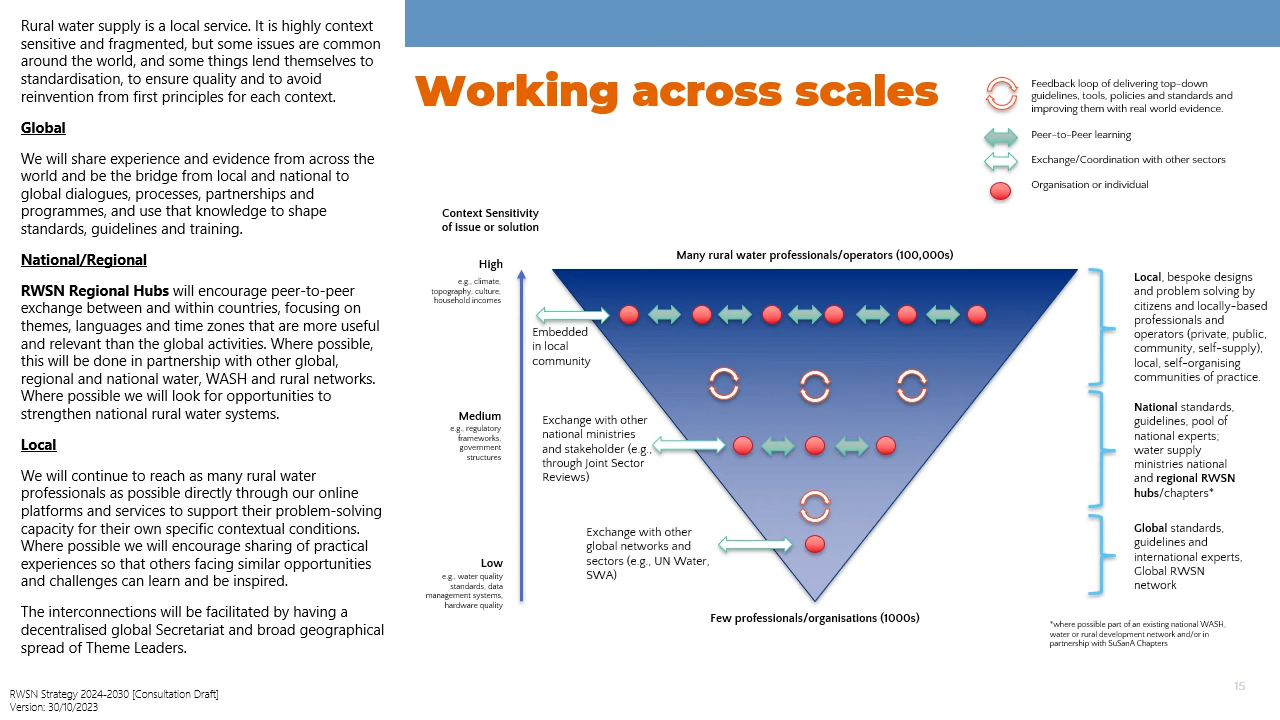 Rural water supply is a local service. It is highly context
sensitive and fragmented, but some issues are common
around the world, and some things lend themselves to
standardisation, to ensure quality and to avoid
reinvention from first principles for each context.
Global
We will share experience and evidence from across the
world and be the bridge from local and national to
global dialogues, processes, partnerships and
programmes, and use that knowledge to shape
standards, guidelines and training.
National/Regional
RWSN Regional Hubs will encourage peer-to-peer
exchange between and within countries, focusing on
themes, languages and time zones that are more useful
and relevant than the global activities. Where possible,
this will be done in partnership with other global,
regional and national water, WASH and rural networks.
Where possible we will look for opportunities to
strengthen national rural water systems.
Local
We will continue to reach as many rural water
professionals as possible directly through our online
platforms and services to support their problem-solving
capacity for their own specific contextual conditions.
Where possible we will encourage sharing of practical
experiences so that others facing similar opportunities
and challenges can learn and be inspired.
The interconnections will be facilitated by having a
decentralised global Secretariat and broad geographical
spread of Theme Leaders.
RWSN Strategy 2024-2030 [Consultation Draft]
Version: 30/10/2023
Working across scales
Feedback loop of delivering top-down
guidelines, tools, policies and standards and
improving them with real world evidence.
Peer-to-Peer learning
Exchange/Coordination with other sectors
Organisation or individual
Context Sensitivity
of issue or solution
High
e.g., climate,
topography, culture,
household incomes
Medium
e.g., regulatory
frameworks,
government
structures
Low
e.g., water quality
standards, data
management systems,
hardware quality
Many rural water professionals/operators (100,000s)
Embedded
in local
community
Exchange with other
national ministries
and stakeholder (e.g.,
through Joint Sector
Reviews)
Exchange with other
global networks and
sectors (e.g., UN Water,
SWA)
Few professionals/organisations (1000s)
Local, bespoke designs
and problem solving by
citizens and locally-based
professionals and
operators (private, public,
community, self-supply),
local, self-organising
communities of practice.
National standards,
guidelines, pool of
national experts;
water supply
ministries national
and regional RWSN
hubs/chapters*
Global standards,
guidelines and
international experts,
Global RWSN
network
*where possible part of an existing national WASH,
water or rural development network and/or in
partnership with SuSanA Chapters
15